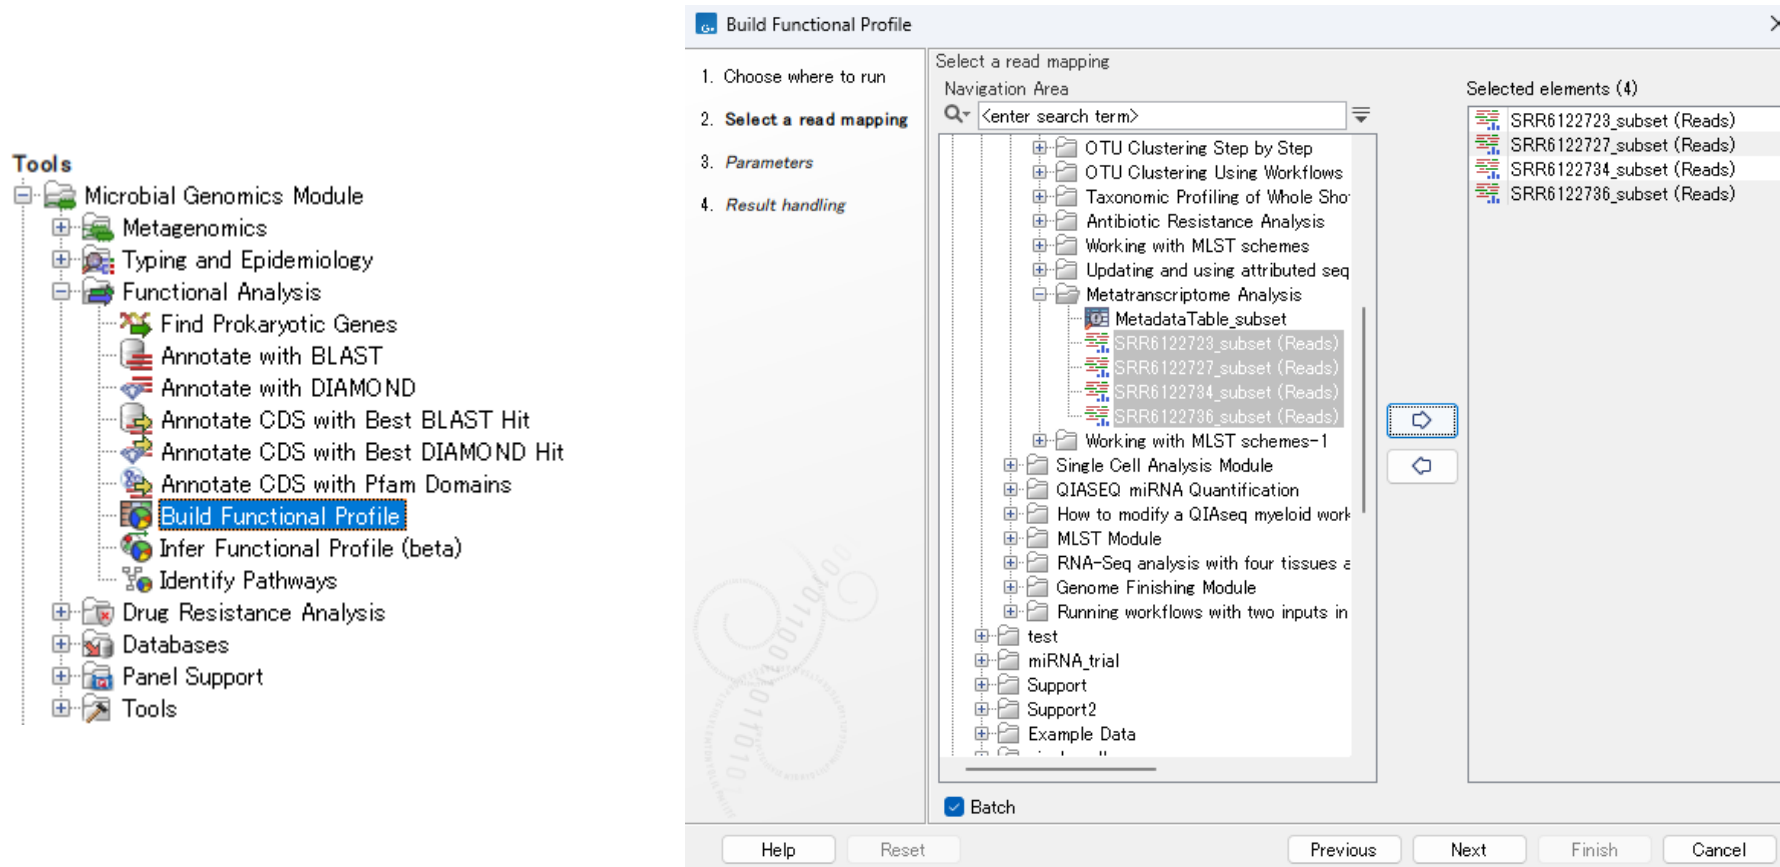 Tools
Microbial Genomics Module
Metagenomics
Typing and Epidemiology
Functional Analysis
Find Prokaryotic Genes
Annotate with BLAST
Annotate with DIAMOND
Annotate CDS with Best BLAST Hit
Annotate CDS with Best DIAMOND Hit
Annotate CDS with Pfam Domains
Build Functional Profile
Infer Functional Profile (beta)
Identify Pathways
Drug Resistance Analysis
Databases
Panel Support
Tools
Build Functional Profile
1. Choose where to run
2. Select a read mapping
3. Parameters
4. Result handling
Select a read mapping
Navigation Area
<enter search term>
OTU Clustering Step by Step
OTU Clustering Using Workflows
Taxonomic Profiling of Whole Sho
Antibiotic Resistance Analysis
Working with MLST schemes
Updating and using attributed seq
Metatranscriptome Analysis
MetadataTable_subset
SRR6122723_subset (Reads)
SRR6122727_subset (Reads)
SRR6122734_subset (Reads)
SRR6122736_subset (Reads)
Working with MLST schemes-1
Single Cell Analysis Module
QIASEQ miRNA Quantification
How to modify a QIAseq myeloid work
MLST Module
RNA-Seq analysis with four tissues a
Genome Finishing Module
Running workflows with two inputs in
test
miRNA_trial
Support
Support2
Example Data
Batch
Selected elements (4)
SRR6122723_subset (Reads)
SRR6122727_subset (Reads)
SRR6122734_subset (Reads)
SRR6122736_subset (Reads)
Help
Reset
Previous
Next
Finish
Cancel